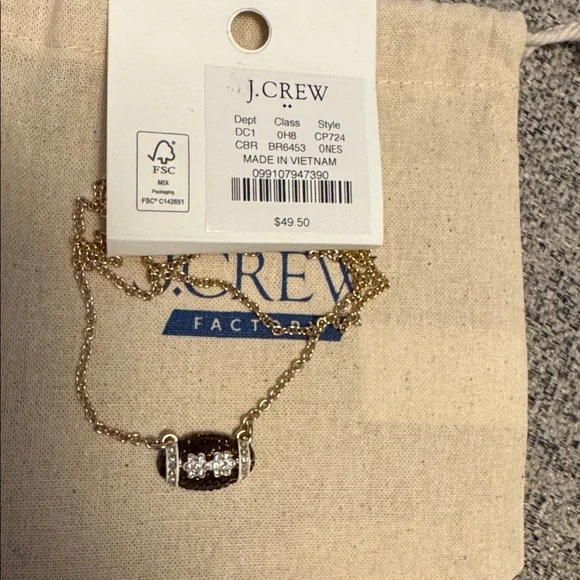 J.CREW
••
Dept Class Style
DC1 0H8 CP724
CBR BR6453 0NES
MADE IN VIETNAM
099107947390
$49.50
FSC
MIX
Packaging
FSC® C142651
J.CREW
FACTORY